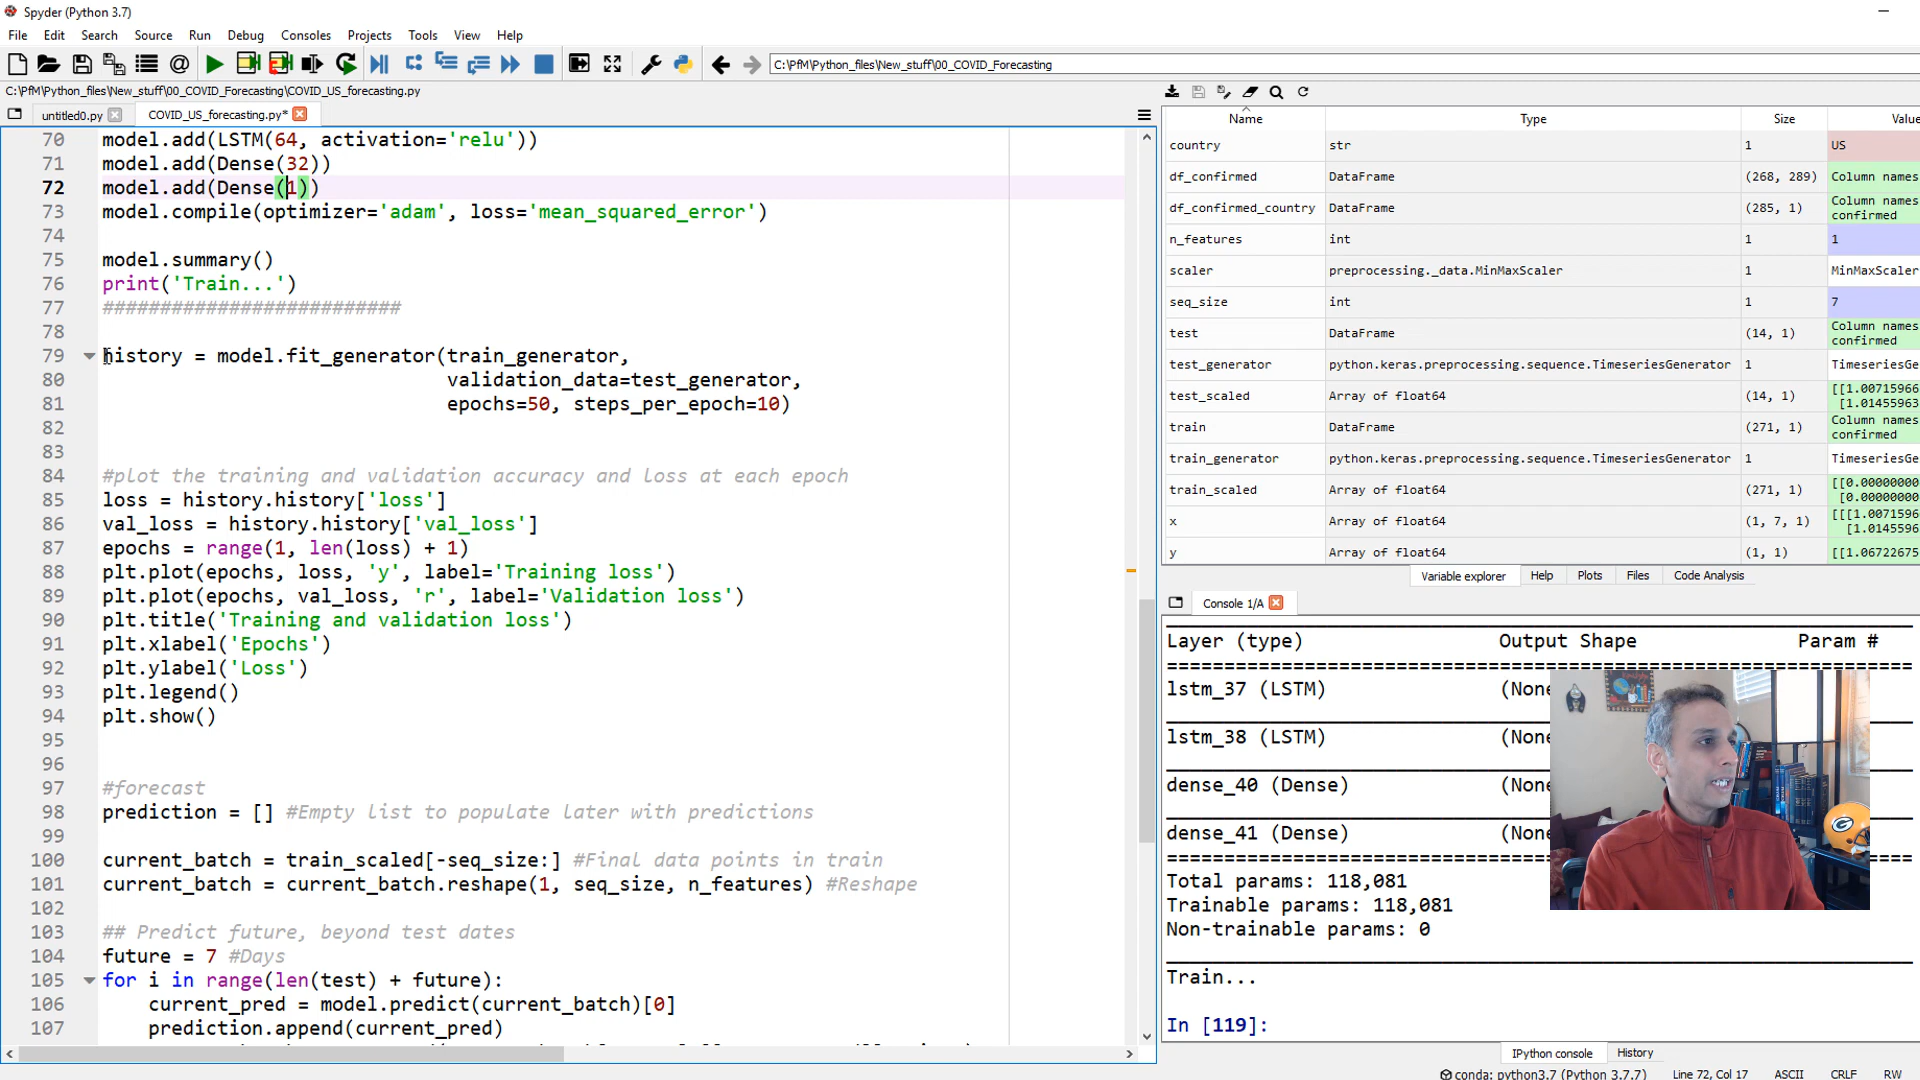 Spyder (Python 3.7)
File Edit Search Source Run Debug Consoles Projects Tools View Help
C:\PfM\Python_files\New_stuff\00_COVID_Forecasting
C:\PfM\Python_files\New_stuff\00_COVID_Forecasting\COVID_US_forecasting.py
untitled0.py COVID_US_forecasting.py*
70 model.add(LSTM(64, activation='relu'))
71 model.add(Dense(32))
72 model.add(Dense(1))
73 model.compile(optimizer='adam', loss='mean_squared_error')
74
75 model.summary()
76 print('Train...')
77 ##########################
78
79 history = model.fit_generator(train_generator,
80 validation_data=test_generator,
81 epochs=50, steps_per_epoch=10)
82
83
84 #plot the training and validation accuracy and loss at each epoch
85 loss = history.history['loss']
86 val_loss = history.history['val_loss']
87 epochs = range(1, len(loss) + 1)
88 plt.plot(epochs, loss, 'y', label='Training loss')
89 plt.plot(epochs, val_loss, 'r', label='Validation loss')
90 plt.title('Training and validation loss')
91 plt.xlabel('Epochs')
92 plt.ylabel('Loss')
93 plt.legend()
94 plt.show()
95
96
97 #forecast
98 prediction = [] #Empty list to populate later with predictions
99
100 current_batch = train_scaled[-seq_size:] #Final data points in train
101 current_batch = current_batch.reshape(1, seq_size, n_features) #Reshape
102
103 ## Predict future, beyond test dates
104 future = 7 #Days
105 for i in range(len(test) + future):
106 current_pred = model.predict(current_batch)[0]
107 prediction.append(current_pred)
Name Type Size Value
country str 1 US
df_confirmed DataFrame (268, 289) Column names
df_confirmed_country DataFrame (285, 1) Column names
confirmed
n_features int 1 1
scaler preprocessing._data.MinMaxScaler 1 MinMaxScaler
seq_size int 1 7
test DataFrame (14, 1) Column names
confirmed
test_generator python.keras.preprocessing.sequence.TimeseriesGenerator 1 TimeseriesGe
test_scaled Array of float64 (14, 1) [[1.00715966
[1.01455963
train DataFrame (271, 1) Column names
confirmed
train_generator python.keras.preprocessing.sequence.TimeseriesGenerator 1 TimeseriesGe
train_scaled Array of float64 (271, 1) [[0.00000000
[0.00000000
x Array of float64 (1, 7, 1) [[[1.0071596
[1.0145596
y Array of float64 (1, 1) [[1.06722675
Variable explorer Help Plots Files Code Analysis
Console 1/A
Layer (type) Output Shape Param #
lstm_37 (LSTM) (None
lstm_38 (LSTM) (None
dense_40 (Dense) (None
dense_41 (Dense) (None
Total params: 118,081
Trainable params: 118,081
Non-trainable params: 0
Train...
In [119]:
IPython console History
conda: python3.7 (Python 3.7.7) Line 72, Col 17 ASCII CRLF RW